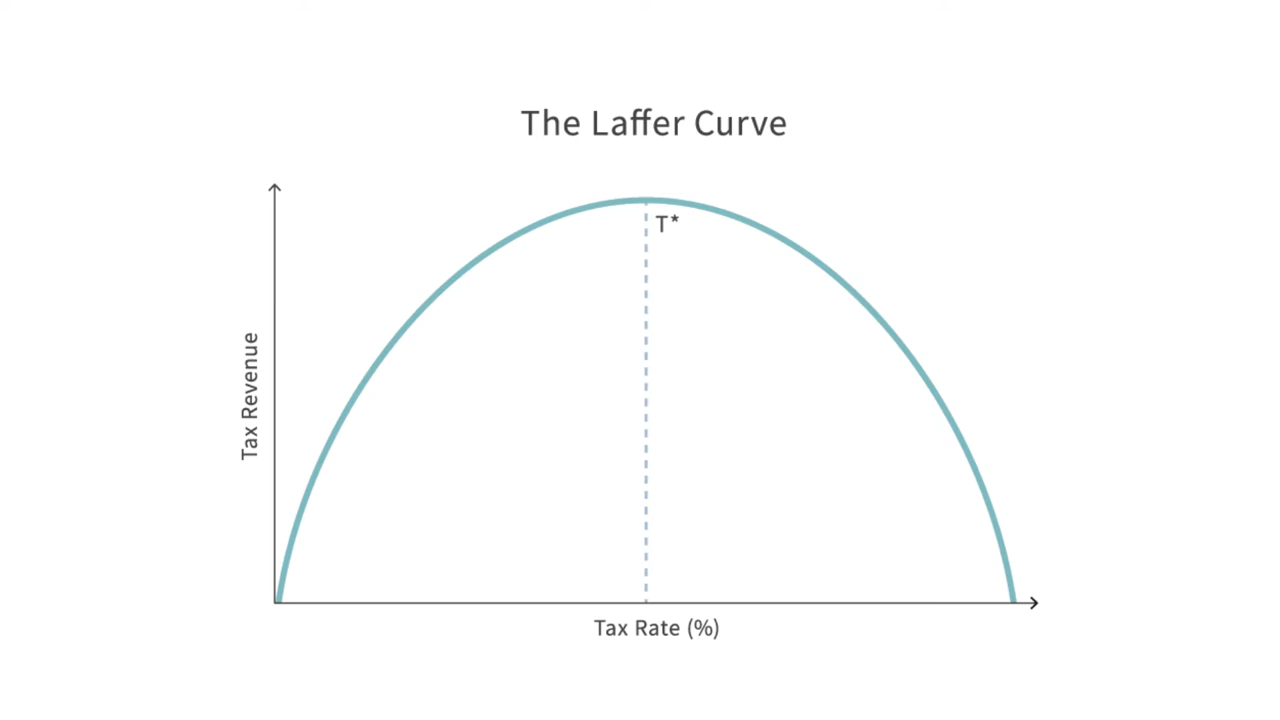 The Laffer Curve
T*
Tax Revenue
Tax Rate (%)